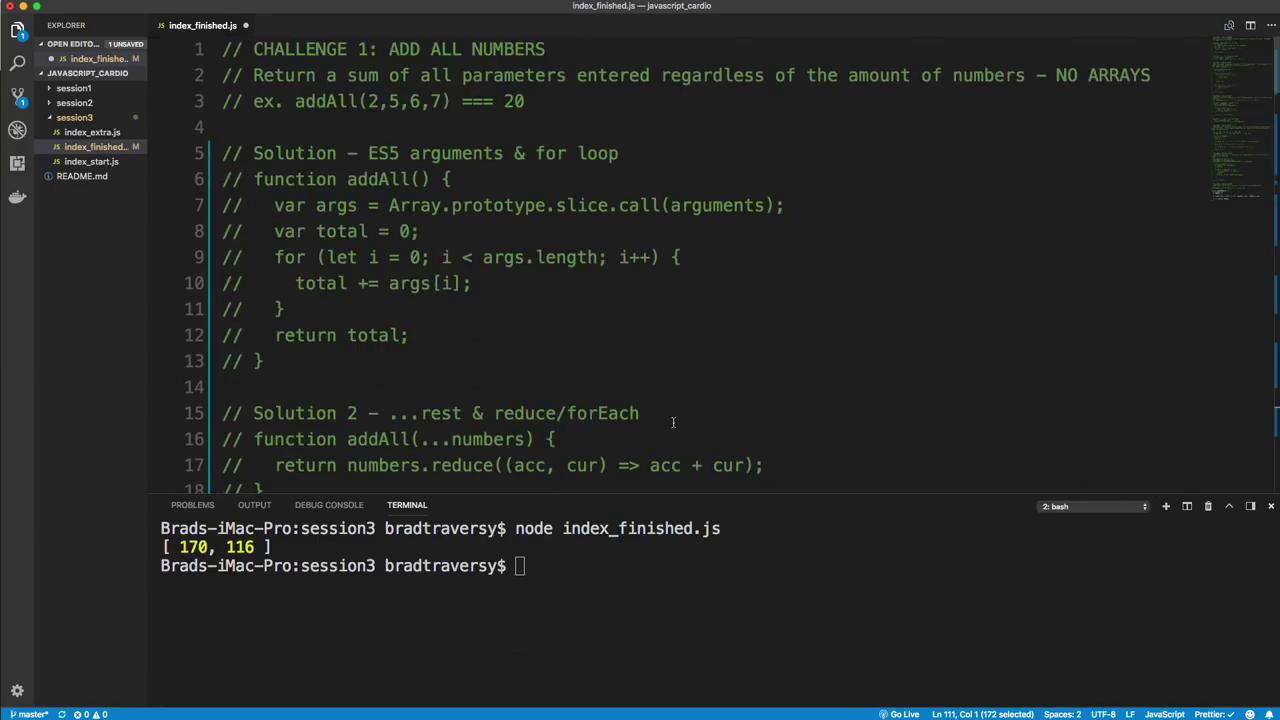 index_finished.js — javascript_cardio
EXPLORER
index_finished.js
OPEN EDITO...
1 UNSAVED
index_finishe... M
JAVASCRIPT_CARDIO
session1
session2
session3
JS index_extra.js
JS index_finished... M
JS index_start.js
README.md
1 // CHALLENGE 1: ADD ALL NUMBERS
2 // Return a sum of all parameters entered regardless of the amount of numbers - NO ARRAYS
3 // ex. addAll(2,5,6,7) === 20
4
5 // Solution - ES5 arguments & for loop
6 // function addAll() {
7 //   var args = Array.prototype.slice.call(arguments);
8 //   var total = 0;
9 //   for (let i = 0; i < args.length; i++) {
10 //     total += args[i];
11 //   }
12 //   return total;
13 // }
14
15 // Solution 2 - ...rest & reduce/forEach
16 // function addAll(...numbers) {
17 //   return numbers.reduce((acc, cur) => acc + cur);
18 // }
PROBLEMS OUTPUT DEBUG CONSOLE TERMINAL
2: bash
Brads-iMac-Pro:session3 bradtraversy$ node index_finished.js
[ 170, 116 ]
Brads-iMac-Pro:session3 bradtraversy$
master* 0 0
Go Live Ln 111, Col 1 (172 selected) Spaces: 2 UTF-8 LF JavaScript Prettier: ✓